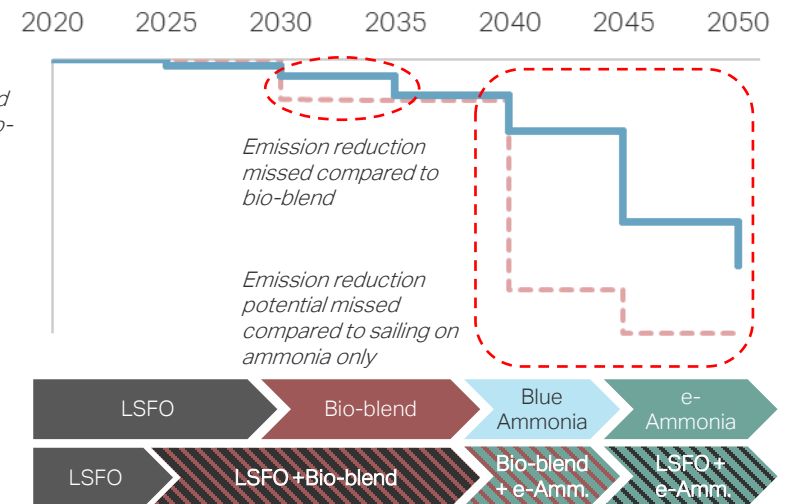 2020 2025 2030 2035 2040 2045 2050
d
o-
Emission reduction
missed compared to
bio-blend
Emission reduction
potential missed
compared to sailing on
ammonia only
LSFO
Bio-blend
Blue
Ammonia
e-
Ammonia
LSFO
LSFO+Bio-blend
Bio-blend
+ e-Amm.
LSFO +
e-Amm.